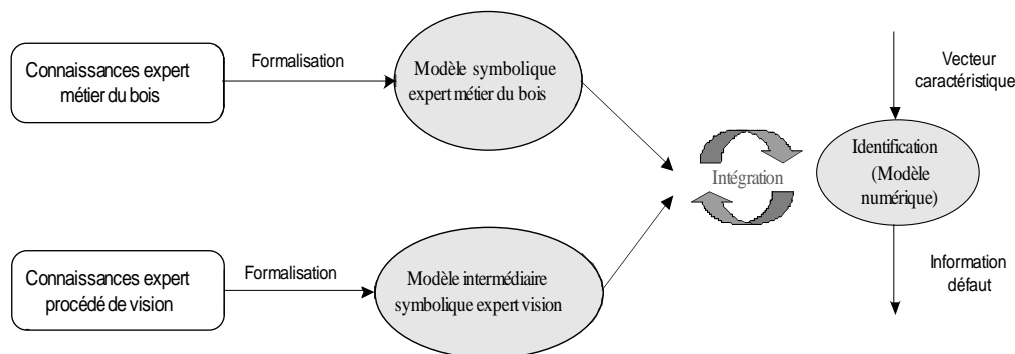 Connaissances expert
métier du bois
Formalisation
Modèle symbolique
expert métier du bois
Vecteur
caractéristique
Intégration
Identification
(Modèle
numérique)
Connaissances expert
procédé de vision
Formalisation
Modèle intermédiaire
symbolique expert vision
Information
défaut